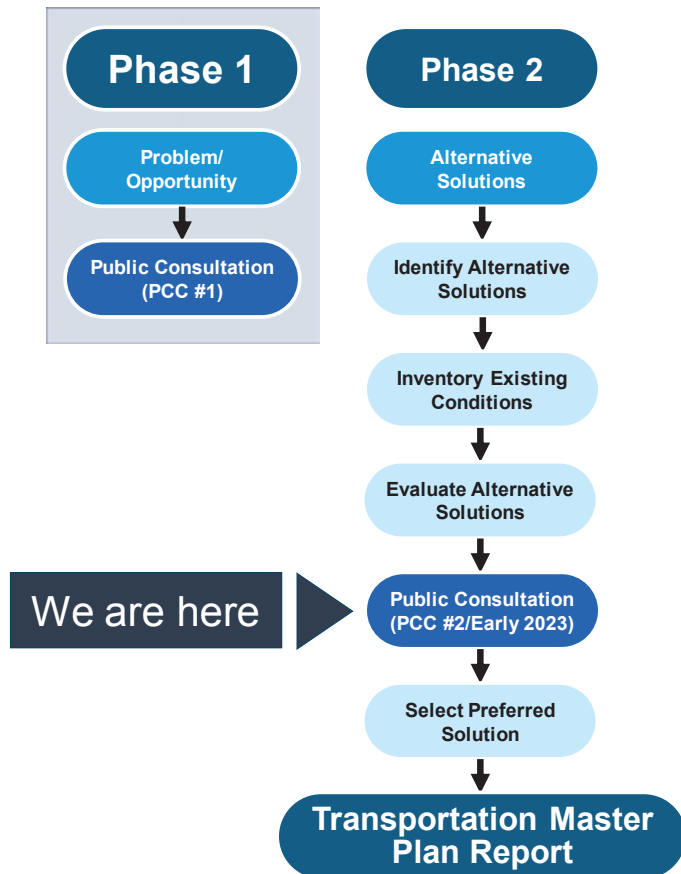 Phase 1
Problem/
Opportunity
Public Consultation
(PCC #1)
Phase 2
Alternative
Solutions
Identify Alternative
Solutions
Inventory Existing
Conditions
Evaluate Alternative
Solutions
We are here
Public Consultation
(PCC #2/Early 2023)
Select Preferred
Solution
Transportation Master
Plan Report